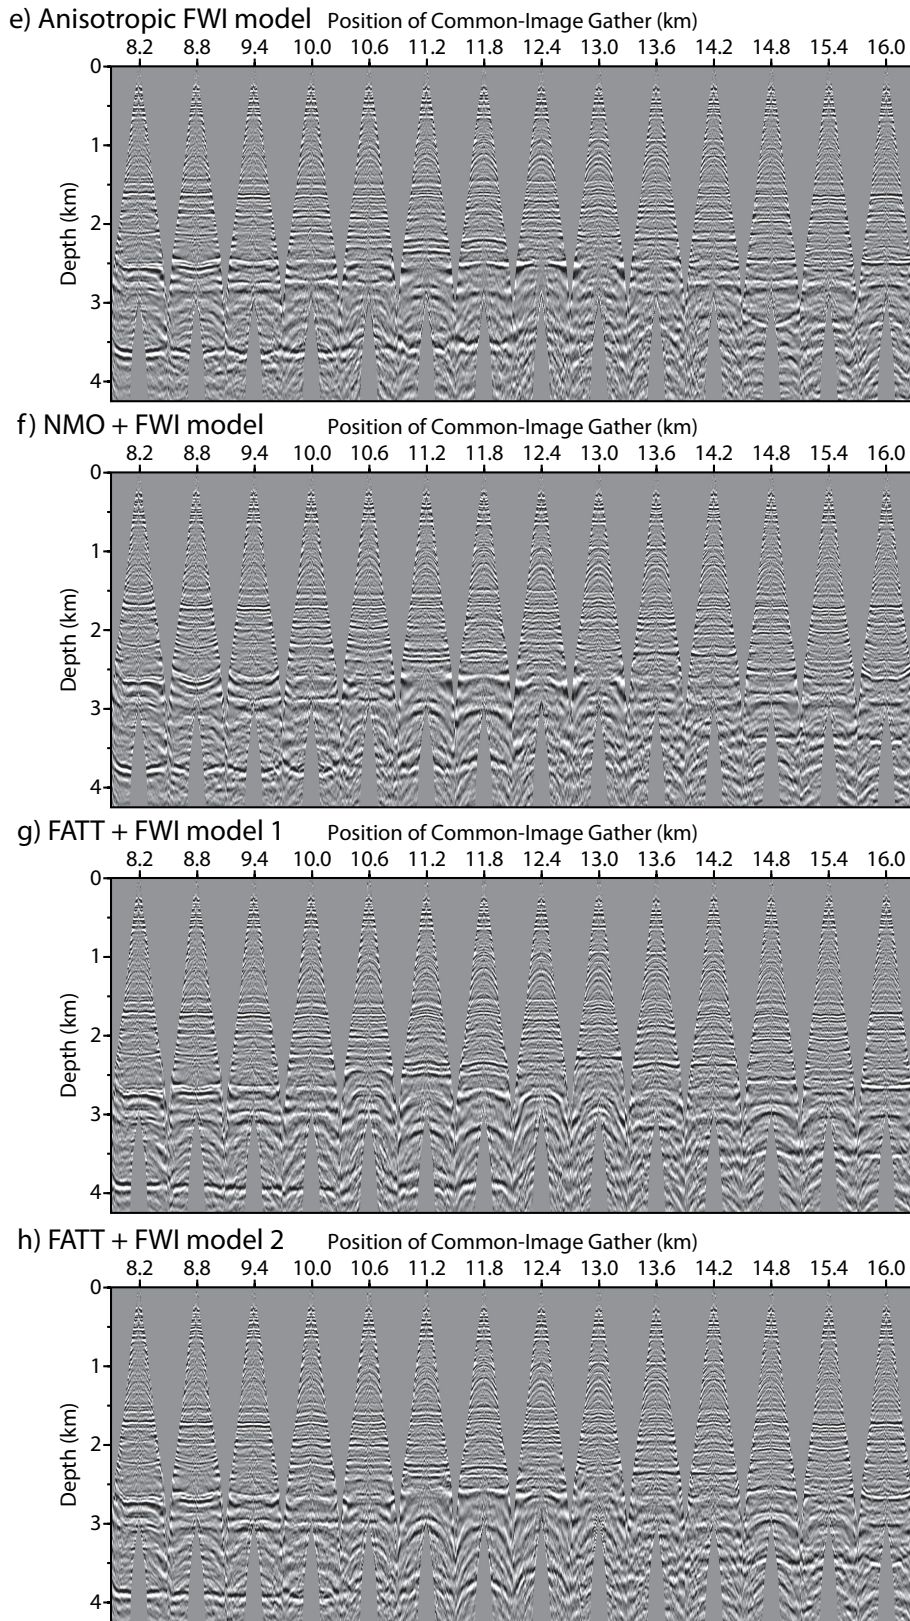 e) Anisotropic FWI model Position of Common-Image Gather (km)
8.2 8.8 9.4 10.0 10.6 11.2 11.8 12.4 13.0 13.6 14.2 14.8 15.4 16.0
0
1
2
3
4
Depth (km)
f) NMO + FWI model Position of Common-Image Gather (km)
8.2 8.8 9.4 10.0 10.6 11.2 11.8 12.4 13.0 13.6 14.2 14.8 15.4 16.0
0
1
2
3
4
Depth (km)
g) FATT + FWI model 1 Position of Common-Image Gather (km)
8.2 8.8 9.4 10.0 10.6 11.2 11.8 12.4 13.0 13.6 14.2 14.8 15.4 16.0
0
1
2
3
4
Depth (km)
h) FATT + FWI model 2 Position of Common-Image Gather (km)
8.2 8.8 9.4 10.0 10.6 11.2 11.8 12.4 13.0 13.6 14.2 14.8 15.4 16.0
0
1
2
3
4
Depth (km)